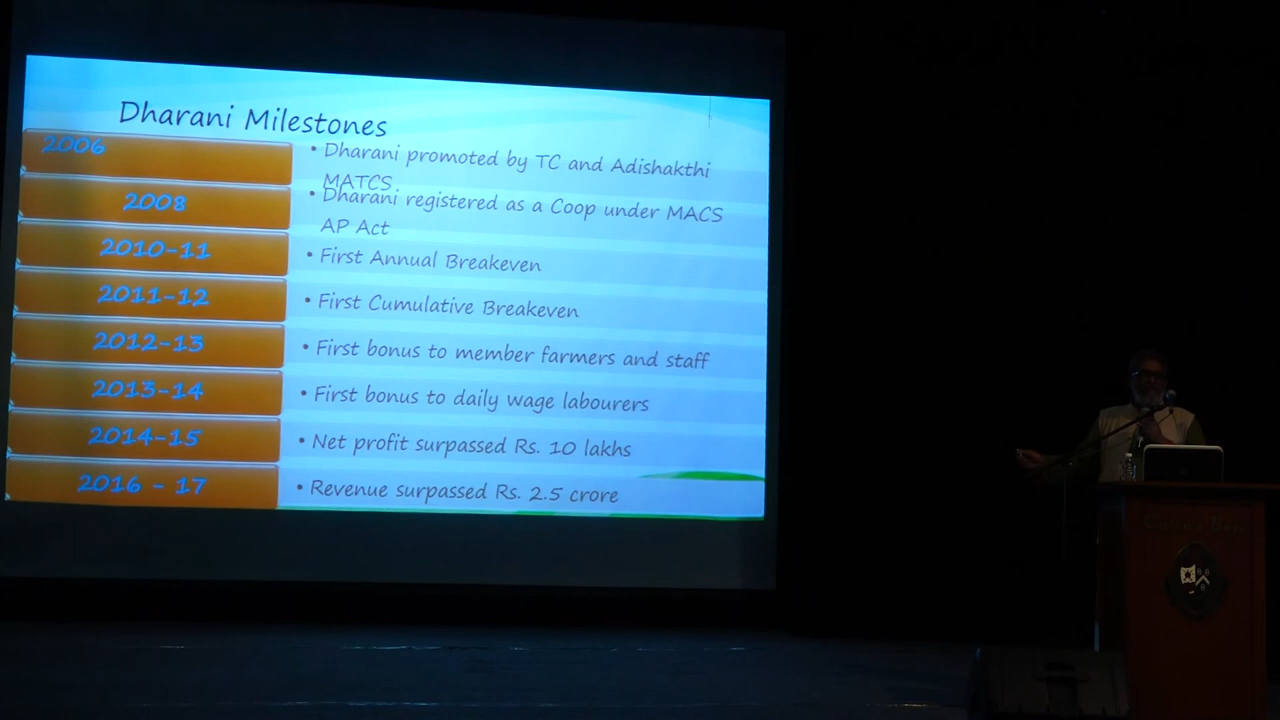 Dharani Milestones
2006
• Dharani promoted by TC and Adishakthi
MATCS
2008
• Dharani registered as a Coop under MACS
AP Act
2010-11
• First Annual Breakeven
2011-12
• First Cumulative Breakeven
2012-13
• First bonus to member farmers and staff
2013-14
• First bonus to daily wage labourers
2014-15
• Net profit surpassed Rs. 10 lakhs
2016 - 17
• Revenue surpassed Rs. 2.5 crore